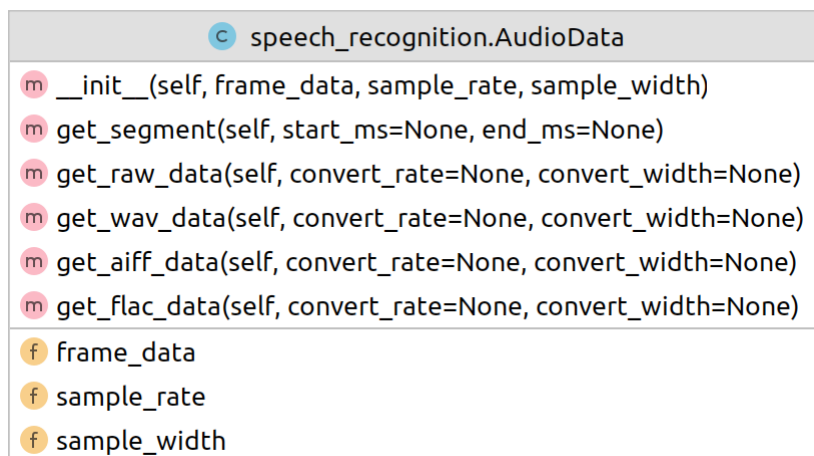 C speech_recognition.AudioData
m __init__(self, frame_data, sample_rate, sample_width)
m get_segment(self, start_ms=None, end_ms=None)
m get_raw_data(self, convert_rate=None, convert_width=None)
m get_wav_data(self, convert_rate=None, convert_width=None)
m get_aiff_data(self, convert_rate=None, convert_width=None)
m get_flac_data(self, convert_rate=None, convert_width=None)
f frame_data
f sample_rate
f sample_width